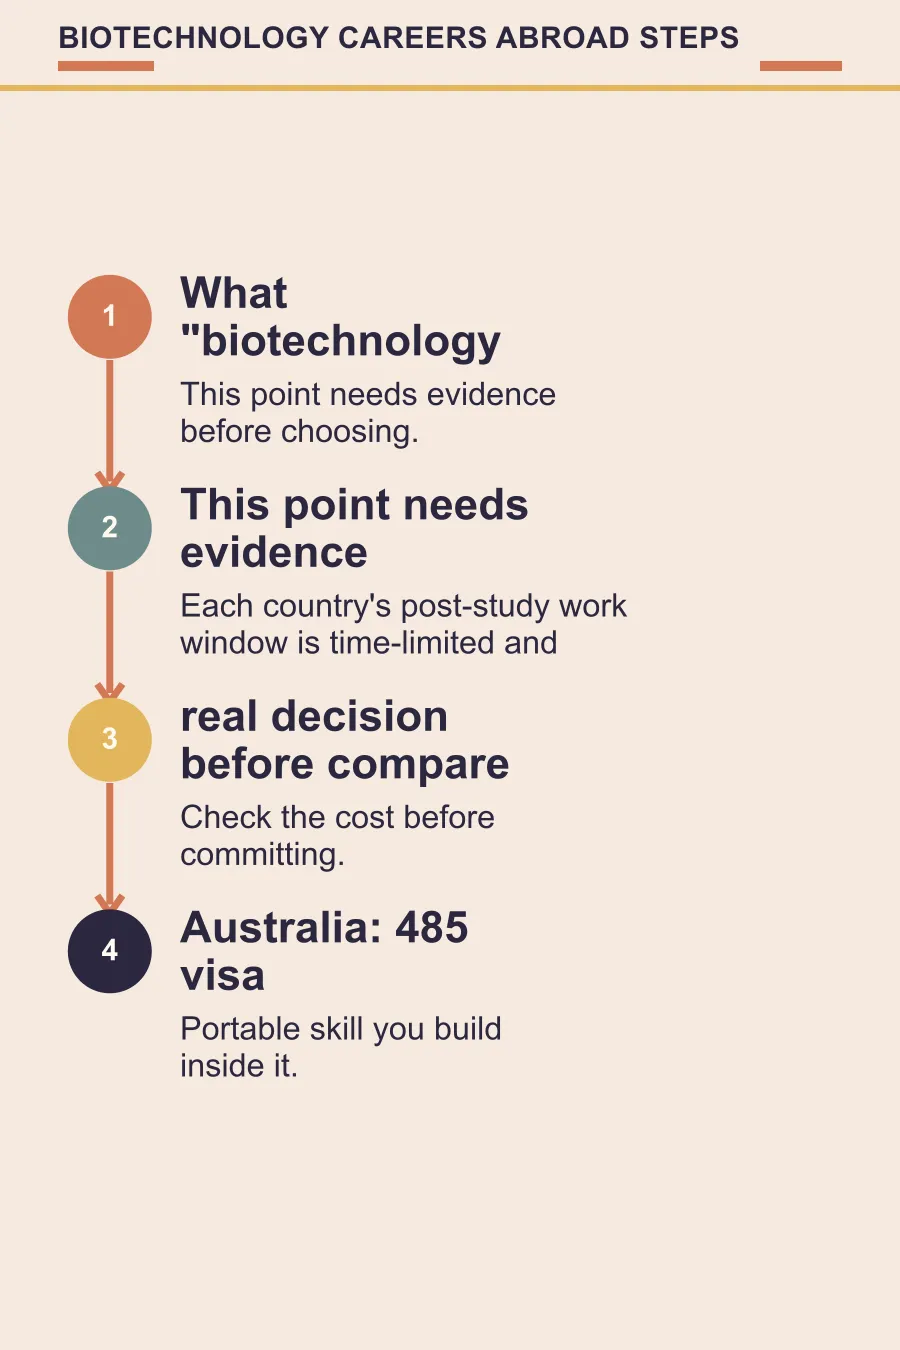 BIOTECHNOLOGY CAREERS ABROAD STEPS
1
What
"biotechnology
This point needs evidence
before choosing.
2
This point needs
evidence
Each country's post-study work
window is time-limited and
3
real decision
before compare
Check the cost before
committing.
4
Australia: 485
visa
Portable skill you build
inside it.